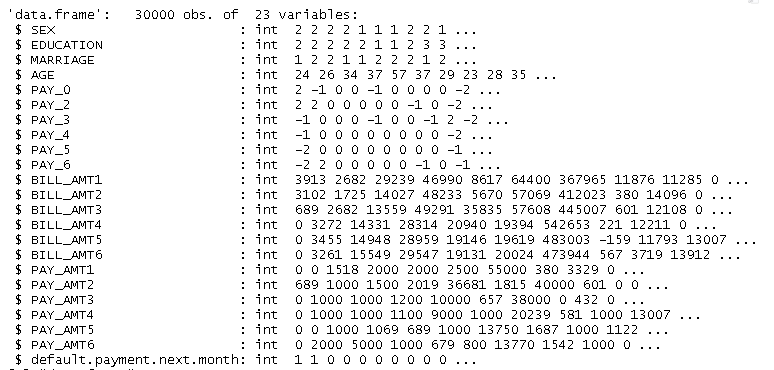 'data.frame':   30000 obs. of  23 variables:
 $ SEX                       : int  2 2 2 2 1 1 1 2 2 1 ...
 $ EDUCATION                 : int  2 2 2 2 2 1 1 2 3 3 ...
 $ MARRIAGE                  : int  1 2 2 1 1 2 2 2 1 2 ...
 $ AGE                       : int  24 26 34 37 57 37 29 23 28 35 ...
 $ PAY_0                     : int  2 -1 0 0 -1 0 0 0 0 -2 ...
 $ PAY_2                     : int  2 2 0 0 0 0 0 -1 0 -2 ...
 $ PAY_3                     : int  -1 0 0 0 -1 0 0 -1 2 -2 ...
 $ PAY_4                     : int  -1 0 0 0 0 0 0 0 0 -2 ...
 $ PAY_5                     : int  -2 0 0 0 0 0 0 0 0 -1 ...
 $ PAY_6                     : int  -2 2 0 0 0 0 0 -1 0 -1 ...
 $ BILL_AMT1                 : int  3913 2682 29239 46990 8617 64400 367965 11876 11285 0 ...
 $ BILL_AMT2                 : int  3102 1725 14027 48233 5670 57069 412023 380 14096 0 ...
 $ BILL_AMT3                 : int  689 2682 13559 49291 35835 57608 445007 601 12108 0 ...
 $ BILL_AMT4                 : int  0 3272 14331 28314 20940 19394 542653 221 12211 0 ...
 $ BILL_AMT5                 : int  0 3455 14948 28959 19146 19619 483003 -159 11793 13007 ...
 $ BILL_AMT6                 : int  0 3261 15549 29547 19131 20024 473944 567 3719 13912 ...
 $ PAY_AMT1                  : int  0 0 1518 2000 2000 2500 55000 380 3329 0 ...
 $ PAY_AMT2                  : int  689 1000 1500 2019 36681 1815 40000 601 0 0 ...
 $ PAY_AMT3                  : int  0 1000 1000 1200 10000 657 38000 0 432 0 ...
 $ PAY_AMT4                  : int  0 1000 1000 1100 9000 1000 20239 581 1000 13007 ...
 $ PAY_AMT5                  : int  0 0 1000 1069 689 1000 13750 1687 1000 1122 ...
 $ PAY_AMT6                  : int  0 2000 5000 1000 679 800 13770 1542 1000 0 ...
 $ default.payment.next.month: int  1 1 0 0 0 0 0 0 0 0 ...